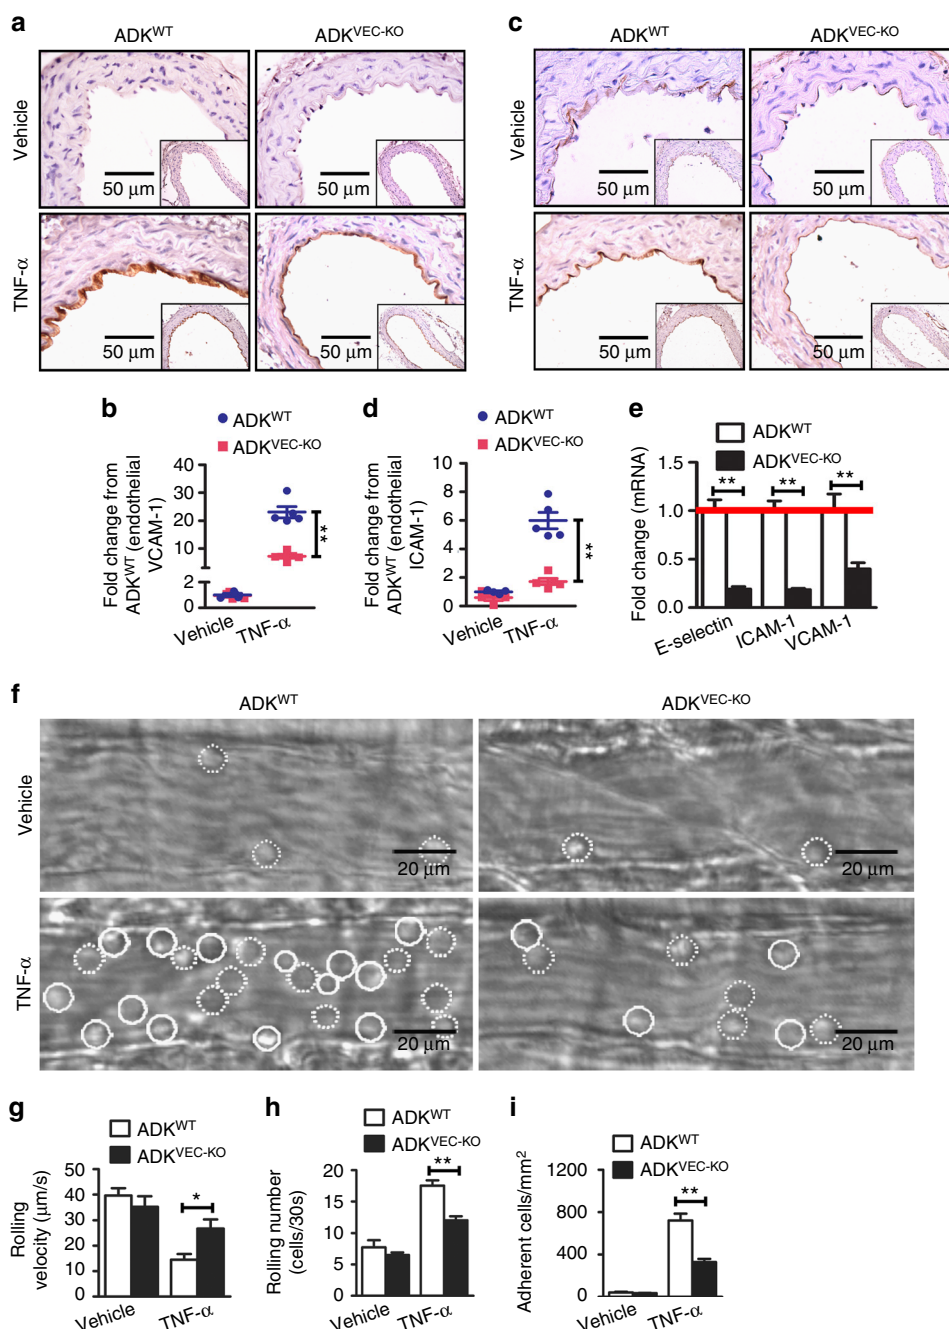 a
ADKWT
ADKVEC-KO
Vehicle
50 µm
50 µm
TNF-α
50 µm
50 µm
c
ADKWT
ADKVEC-KO
Vehicle
50 µm
50 µm
TNF-α
50 µm
50 µm
b
ADKWT
ADKVEC-KO
Fold change from
ADKWT (endothelial
VCAM-1)
40
30
20
10
2
1
0
**
Vehicle
TNF-α
d
ADKWT
ADKVEC-KO
Fold change from
ADKWT (endothelial
ICAM-1)
10
8
6
4
2
0
**
Vehicle
TNF-α
e
ADKWT
ADKVEC-KO
Fold change (mRNA)
1.5
1.0
0.5
0
** ** **
E-selectin
ICAM-1
VCAM-1
f
ADKWT
ADKVEC-KO
Vehicle
20 µm
20 µm
TNF-α
20 µm
20 µm
g
ADKWT
ADKVEC-KO
Rolling
velocity (µm/s)
50
40
30
20
10
0
*
Vehicle
TNF-α
h
ADKWT
ADKVEC-KO
Rolling number
(cells/30s)
20
15
10
5
0
**
Vehicle
TNF-α
i
ADKWT
ADKVEC-KO
Adherent cells/mm2
1200
800
400
0
**
Vehicle
TNF-α